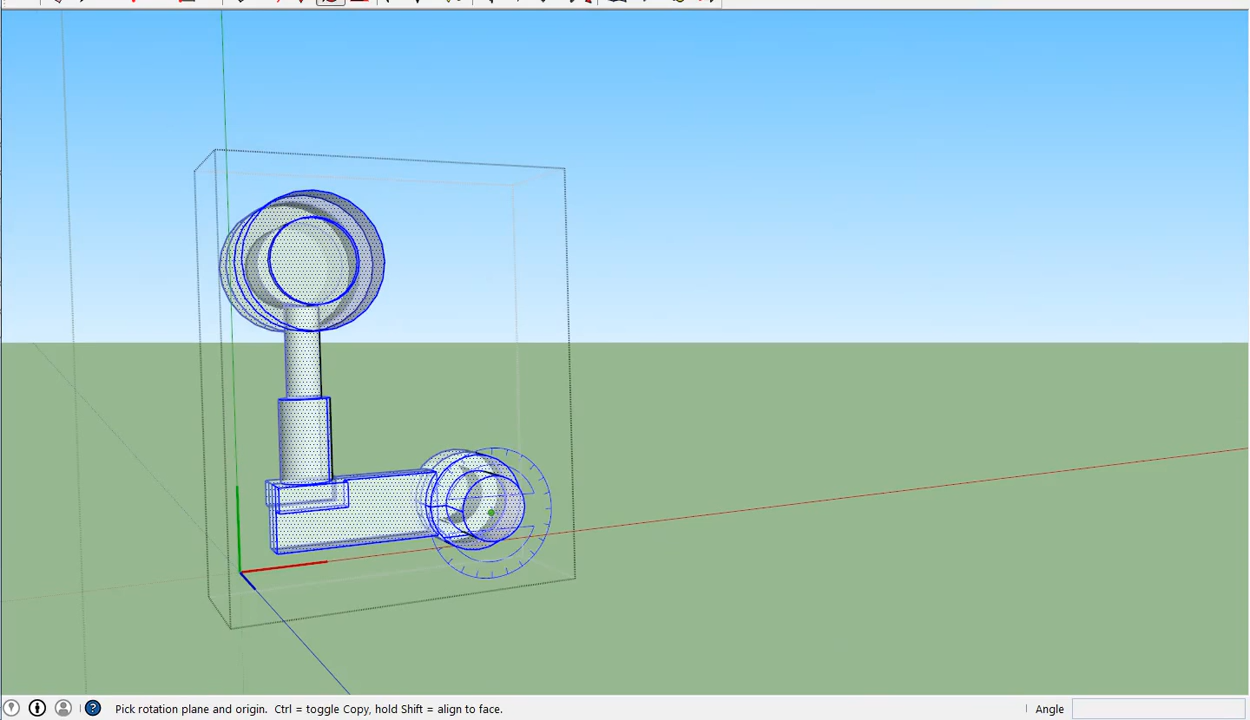 Pick rotation plane and origin.  Ctrl = toggle Copy, hold Shift = align to face.
Angle